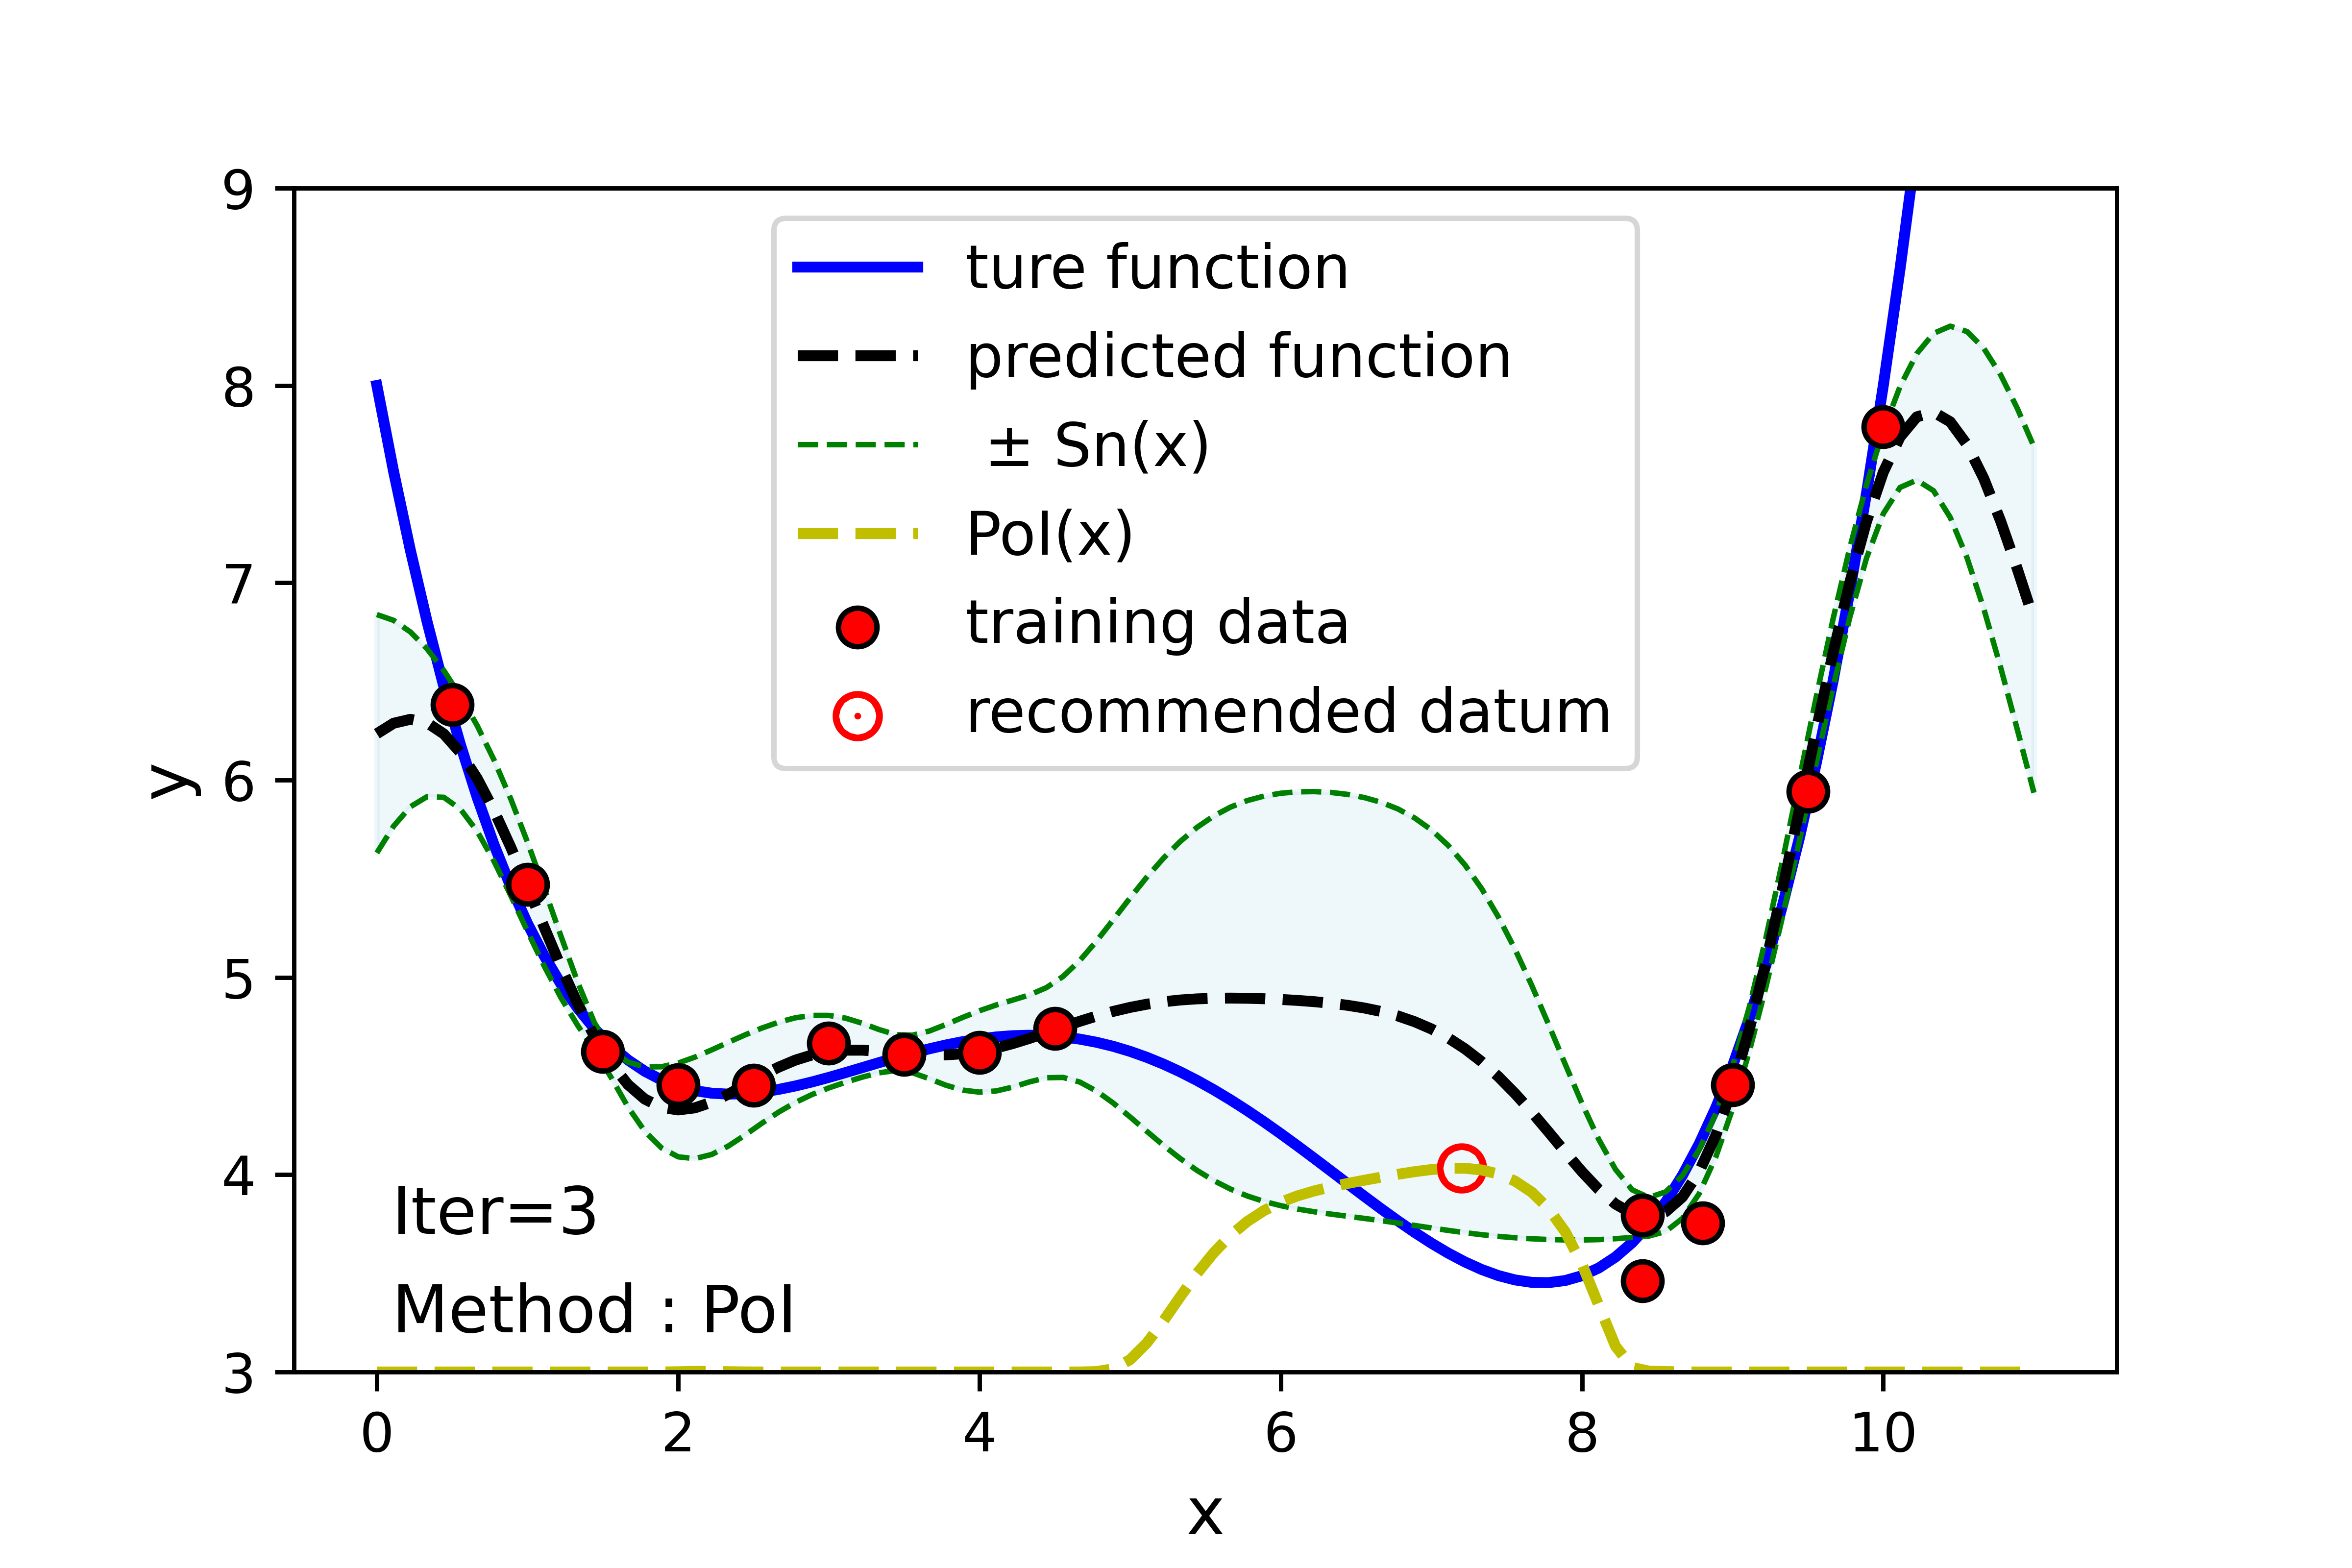 9
8
7
6
5
4
3
y
ture function
predicted function
± Sn(x)
PoI(x)
training data
recommended datum
Iter=3
Method : PoI
0 2 4 6 8 10
x